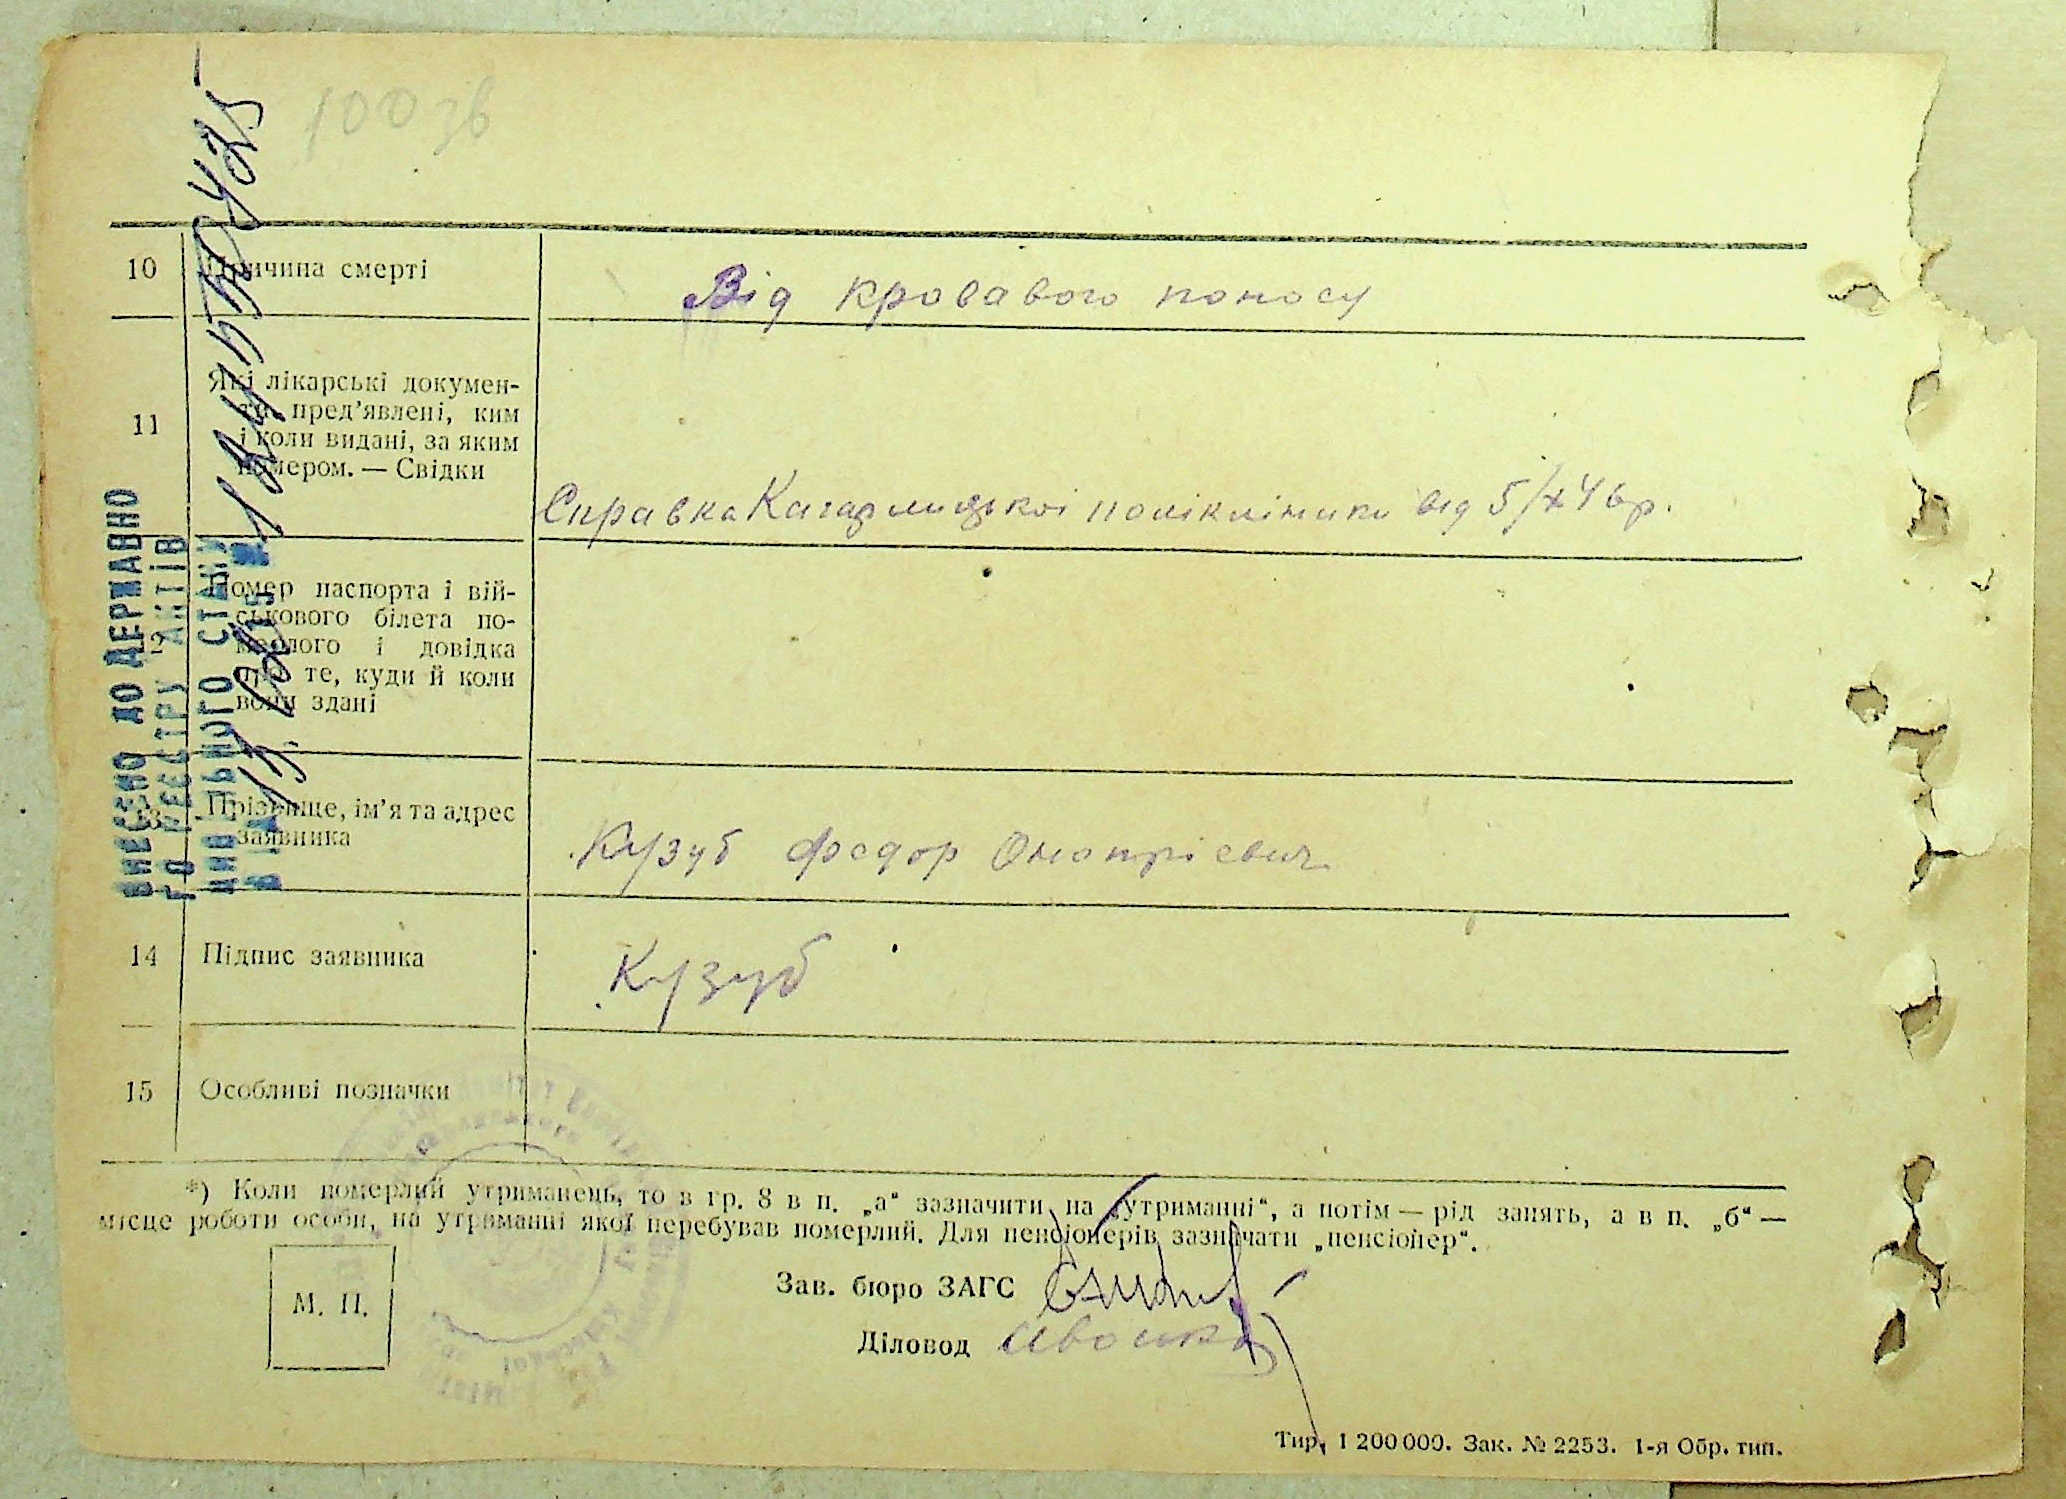 100 зв
10 Причина смерті
Від кровавого поносу
11 Які лікарські докумен-
ти пред’явлені, ким
і коли видані, за яким
номером. — Свідки
Справка Кагарлицької поліклініки від 5/X 46р.
12 Номер паспорта і вій-
ськового білета по-
мерлого і довідка
про те, куди й коли
вони здані
13 Прізвище, ім’я та адрес
заявника
Кузуб Федор Онопрієвич
14 Підпис заявника
Кузуб
15 Особливі позначки
*) Коли померлий утриманець, то в гр. 8 в п. „а“ зазначити на „утриманні“, а потім — рід занять, а в п. „б“ —
місце роботи особи, на утриманні якої перебував померлий. Для пенсіонерів зазначати „пенсіонер“.
М. П.
Зав. бюро ЗАГС
Діловод
Тир. 1 200 000. Зак. № 2253. 1-я Обр. тип.
ВНЕСЕНО ДО ДЕРЖАВНО
ГО РЕЄСТРУ АКТІВ
ЦИВІЛЬНОГО СТАНУ